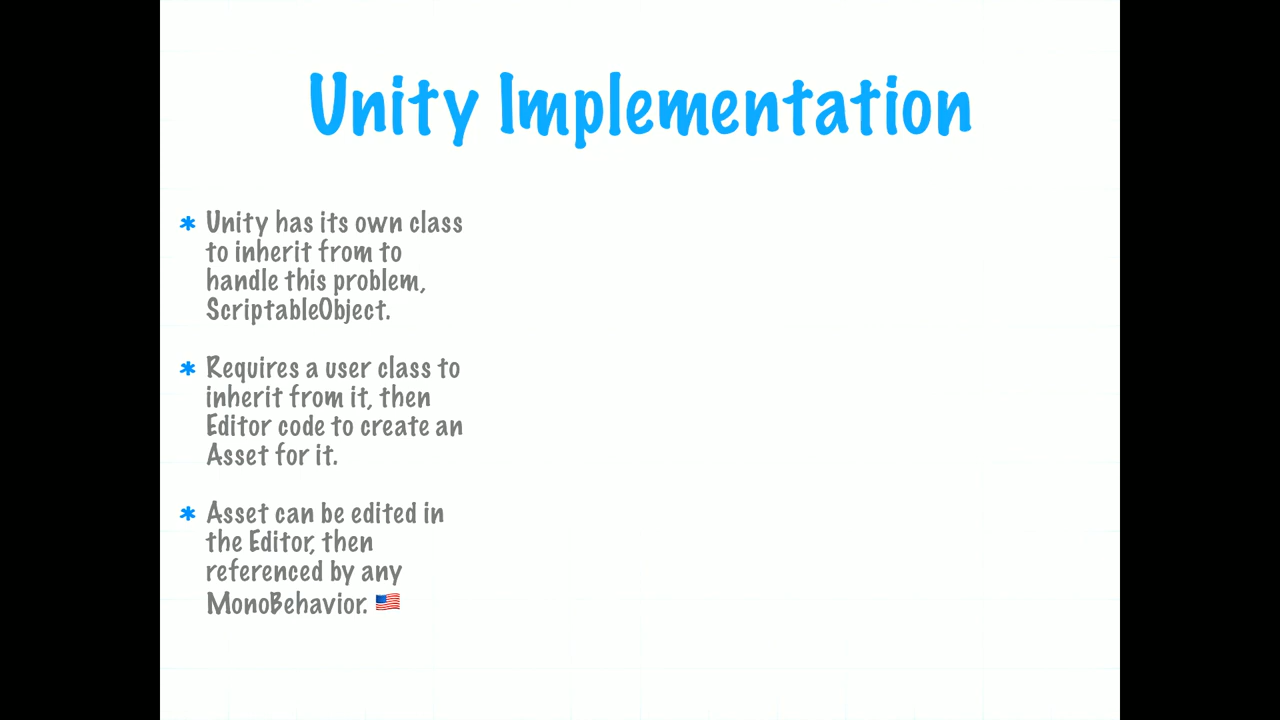 Unity Implementation
* Unity has its own class
to inherit from to
handle this problem,
ScriptableObject.
* Requires a user class to
inherit from it, then
Editor code to create an
Asset for it.
* Asset can be edited in
the Editor, then
referenced by any
MonoBehavior. 🇺🇸